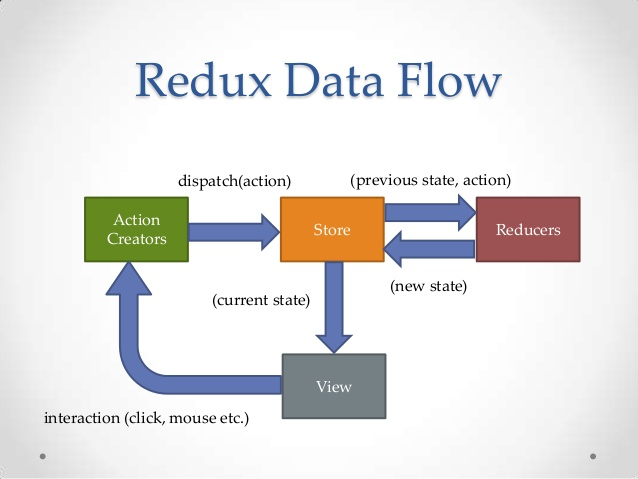 Redux Data Flow
dispatch(action)
(previous state, action)
Action
Creators
Store
Reducers
(new state)
(current state)
View
interaction (click, mouse etc.)